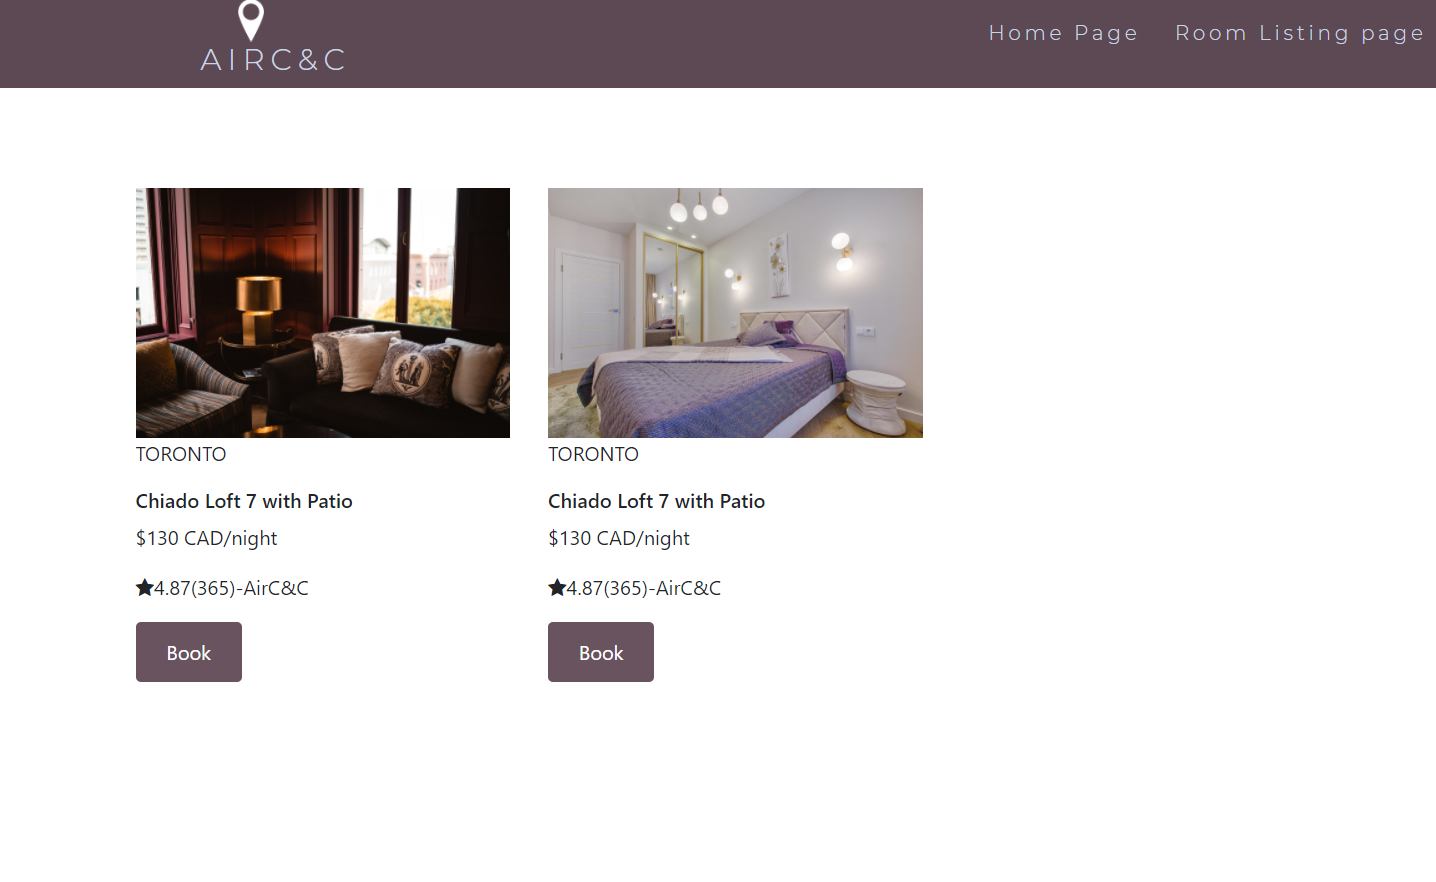 AIRC&C
Home Page
Room Listing page
TORONTO
Chiado Loft 7 with Patio
$130 CAD/night
4.87(365)-AirC&C
Book
TORONTO
Chiado Loft 7 with Patio
$130 CAD/night
4.87(365)-AirC&C
Book